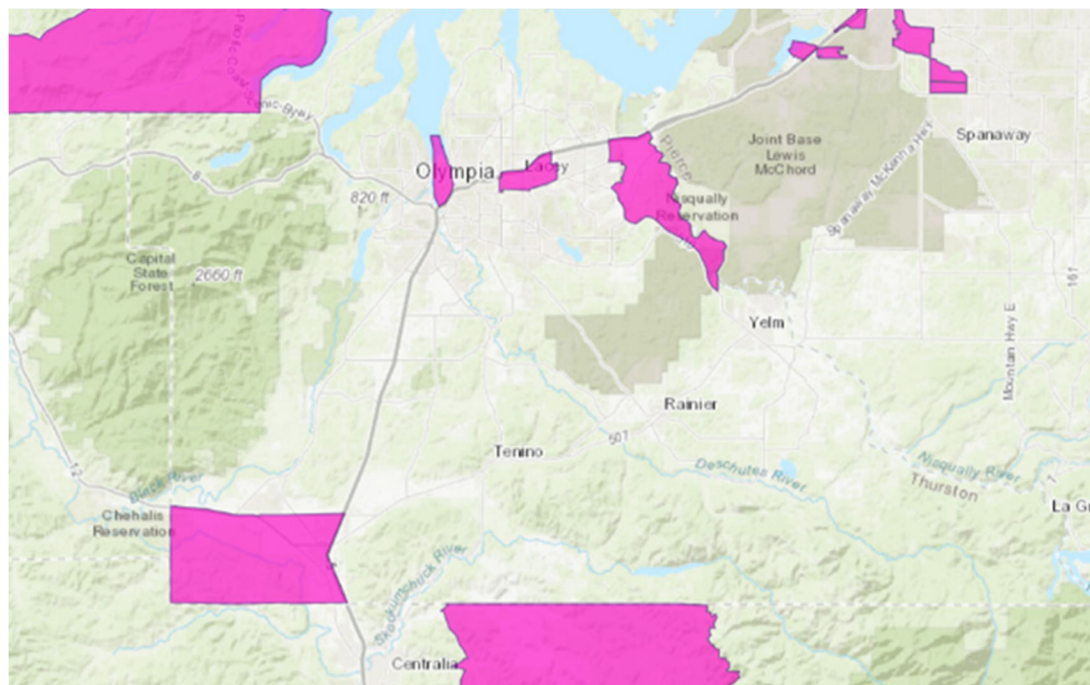 Olympia
Lacey
Pierce
Joint Base
Lewis
McChord
Spanaway
Spanaway McKenna Hwy
Nisqually
Reservation
820 ft
8
Capital
State
Forest
2660 ft
Yelm
161
Mountain Hwy E
Rainier
507
Tenino
Deschutes River
Nisqually River
Thurston
7
12
Black River
Chehalis
Reservation
Skookumchuck River
Centralia